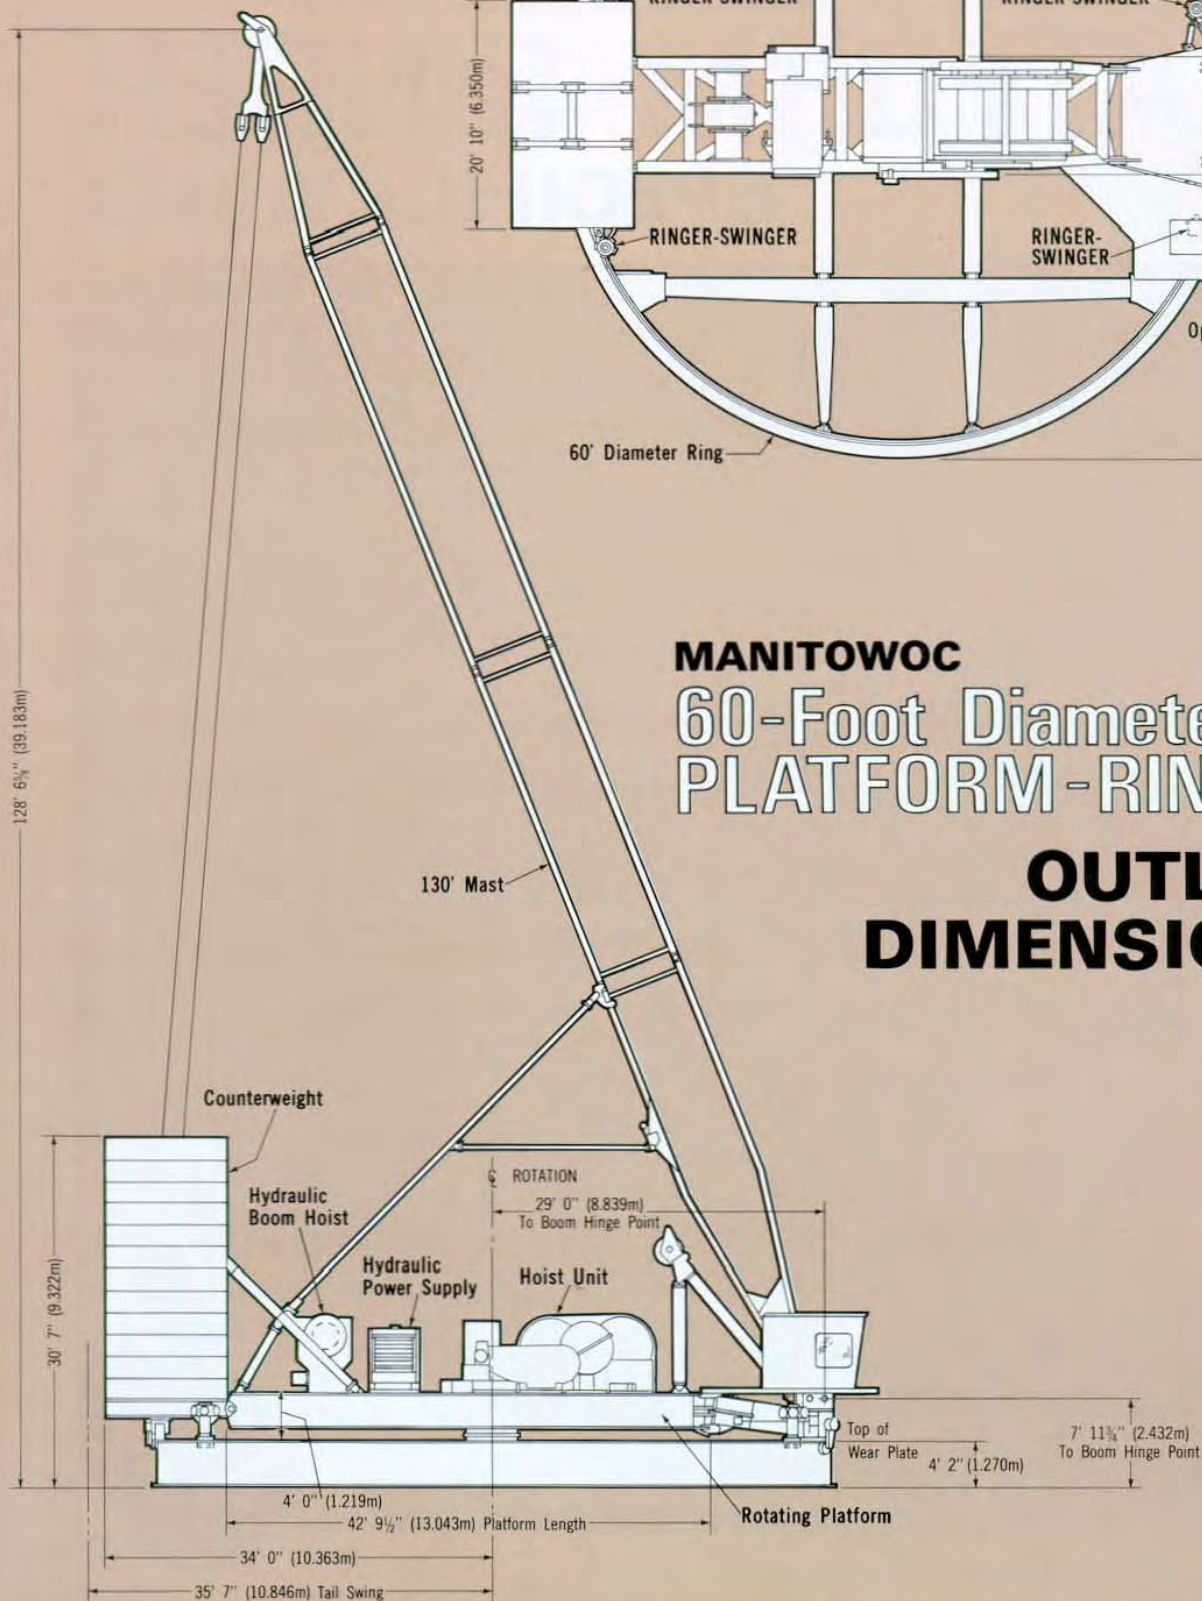 RINGER-SWINGER
RINGER-SWINGER
20' 10" (6.350m)
RINGER-SWINGER
RINGER-
SWINGER
60' Diameter Ring
128' 6⅝" (39.183m)
MANITOWOC
60-Foot Diamete
PLATFORM-RIN
OUTL
DIMENSIO
130' Mast
Counterweight
℄ ROTATION
29' 0" (8.839m)
To Boom Hinge Point
Hydraulic
Boom Hoist
Hydraulic
Power Supply
Hoist Unit
30' 7" (9.322m)
Top of
Wear Plate
4' 2" (1.270m)
7' 11¾" (2.432m)
To Boom Hinge Point
4' 0" (1.219m)
42' 9½" (13.043m) Platform Length
Rotating Platform
34' 0" (10.363m)
35' 7" (10.846m) Tail Swing